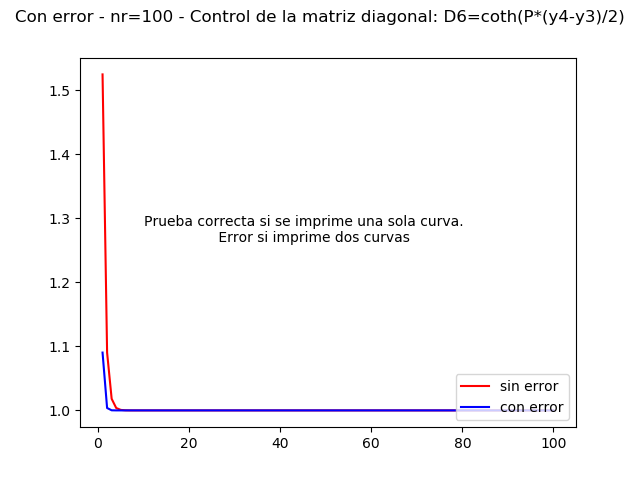 Con error - nr=100 - Control de la matriz diagonal: D6=coth(P*(y4-y3)/2)
1.5
1.4
1.3
1.2
1.1
1.0
Prueba correcta si se imprime una sola curva.
Error si imprime dos curvas
sin error
con error
0
20
40
60
80
100